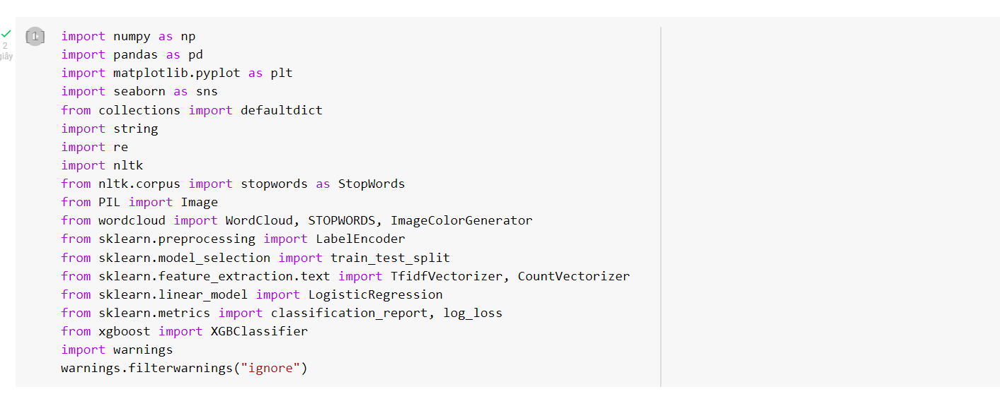 [1]
2
giây
import numpy as np
import pandas as pd
import matplotlib.pyplot as plt
import seaborn as sns
from collections import defaultdict
import string
import re
import nltk
from nltk.corpus import stopwords as StopWords
from PIL import Image
from wordcloud import WordCloud, STOPWORDS, ImageColorGenerator
from sklearn.preprocessing import LabelEncoder
from sklearn.model_selection import train_test_split
from sklearn.feature_extraction.text import TfidfVectorizer, CountVectorizer
from sklearn.linear_model import LogisticRegression
from sklearn.metrics import classification_report, log_loss
from xgboost import XGBClassifier
import warnings
warnings.filterwarnings("ignore")